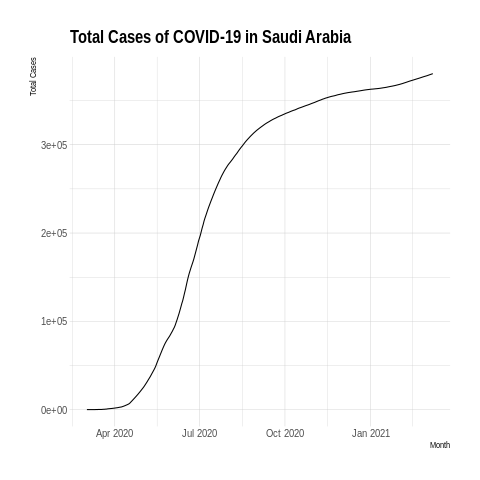 Total Cases of COVID-19 in Saudi Arabia
Total Cases
3e+05
2e+05
1e+05
0e+00
Apr 2020 Jul 2020 Oct 2020 Jan 2021
Month